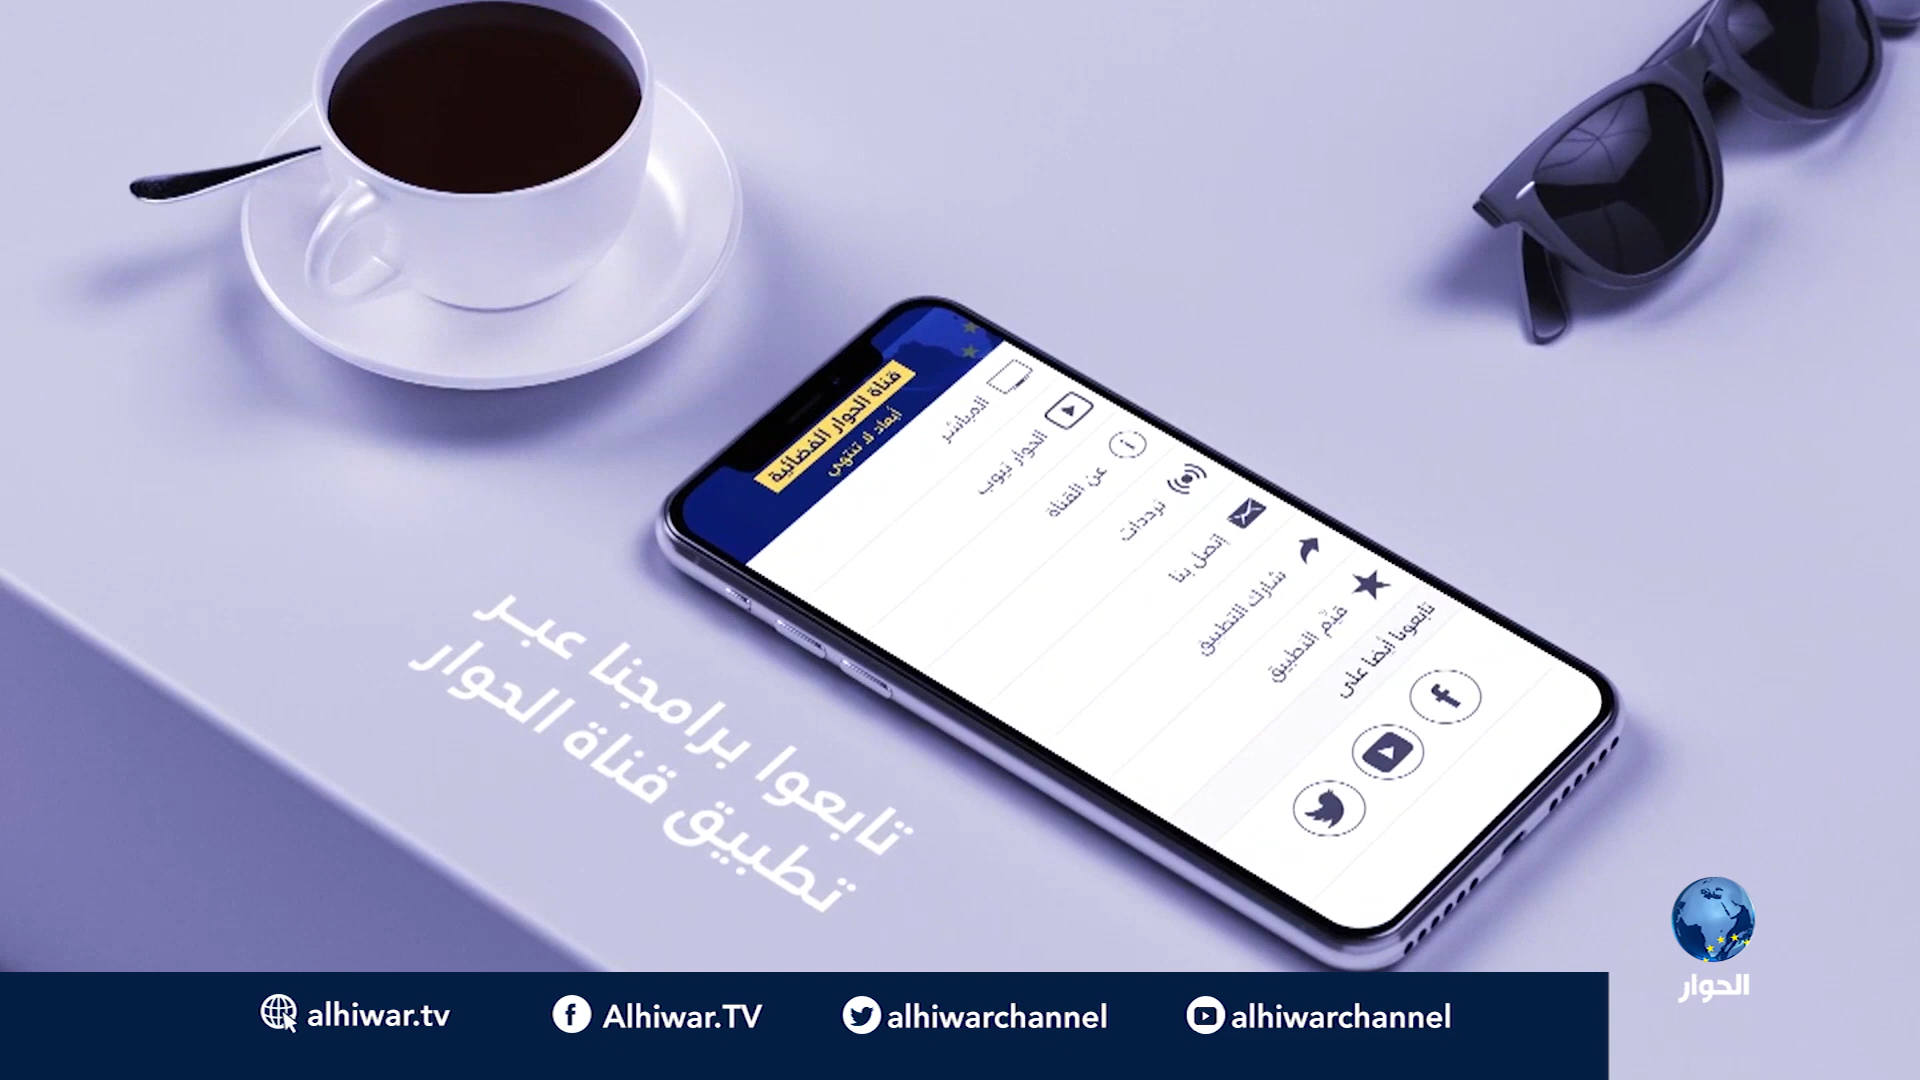 قناة الحوار الفضائية
أبعاد لا تنتهي
المباشر
الحوار تيوب
عن القناة
ترددات
إتصل بنا
شارك التطبيق
قيّم التطبيق
تابعونا أيضا على
تابعوا برامجنا عبر
تطبيق قناة الحوار
alhiwar.tv
Alhiwar.TV
alhiwarchannel
alhiwarchannel
الحوار